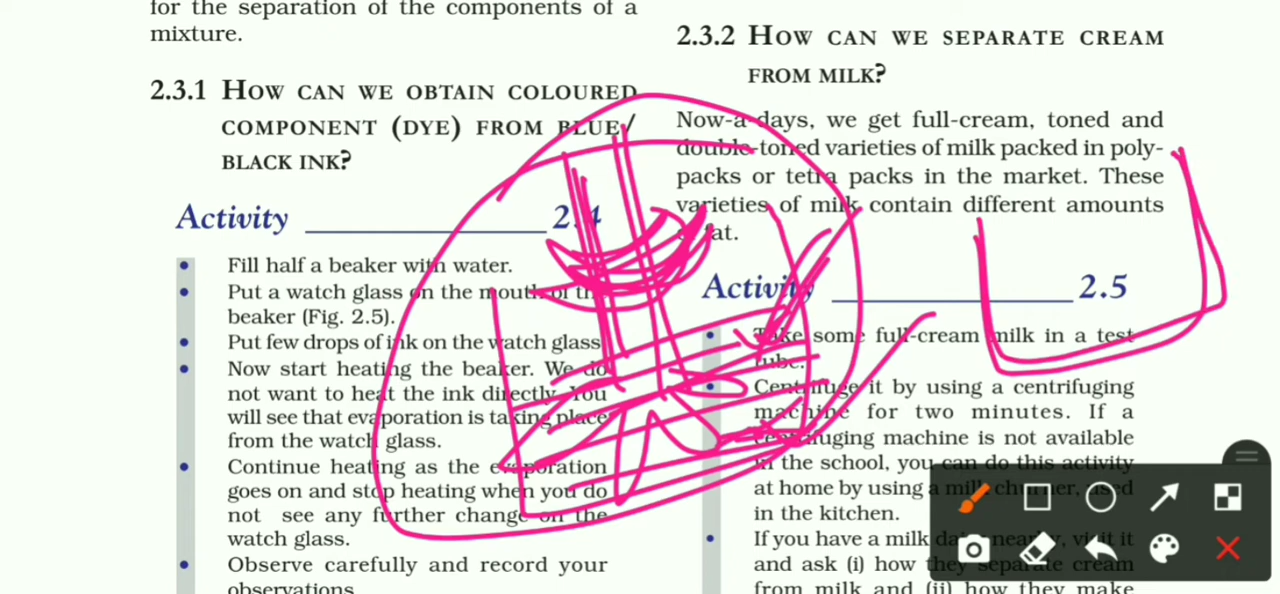 for the separation of the components of a
mixture.
2.3.1 HOW CAN WE OBTAIN COLOURED
COMPONENT (DYE) FROM BLUE/
BLACK INK?
Activity 2.4
Fill half a beaker with water.
Put a watch glass on the mouth of the
beaker (Fig. 2.5).
Put few drops of ink on the watch glass
Now start heating the beaker. We do
not want to heat the ink directly. You
will see that evaporation is taking place
from the watch glass.
Continue heating as the evaporation
goes on and stop heating when you do
not see any further change on the
watch glass.
Observe carefully and record your
observations
2.3.2 HOW CAN WE SEPARATE CREAM
FROM MILK?
Now-a-days, we get full-cream, toned and
double-toned varieties of milk packed in poly-
packs or tetra packs in the market. These
varieties of milk contain different amounts
of fat.
Activity 2.5
Take some full-cream milk in a test
tube.
Centrifuge it by using a centrifuging
machine for two minutes. If a
centrifuging machine is not available
in the school, you can do this activity
at home by using a milk churner, used
in the kitchen.
If you have a milk dairy nearby, visit it
and ask (i) how they separate cream
from milk and (ii) how they make